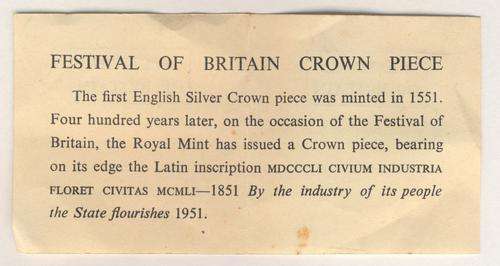 FESTIVAL OF BRITAIN CROWN PIECE
The first English Silver Crown piece was minted in 1551.
Four hundred years later, on the occasion of the Festival of
Britain, the Royal Mint has issued a Crown piece, bearing
on its edge the Latin inscription MDCCCLI CIVIUM INDUSTRIA
FLORET CIVITAS MCMLI—1851 By the industry of its people
the State flourishes 1951.